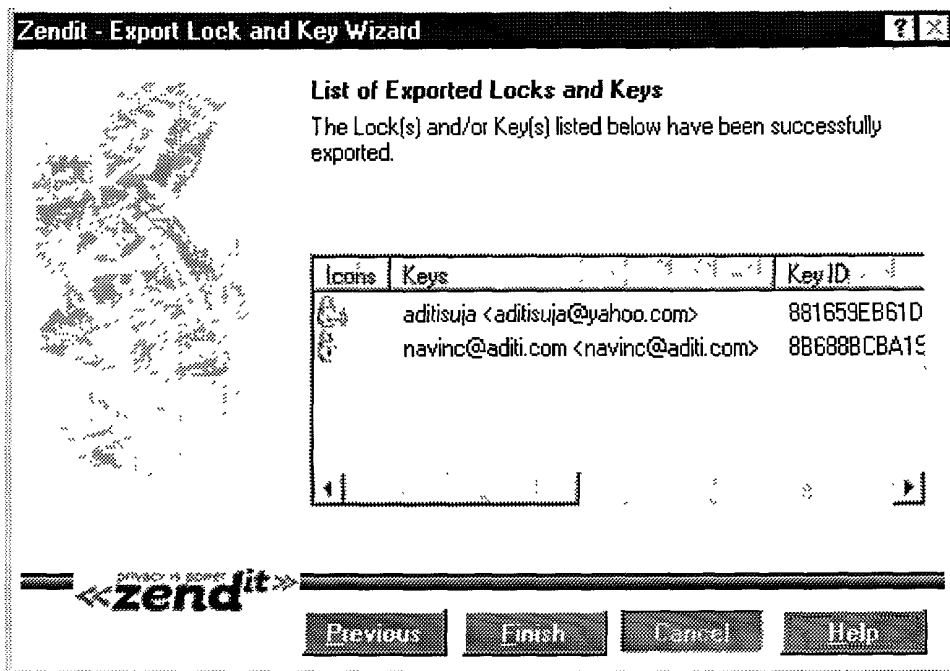 Zendit - Export Lock and Key Wizard
List of Exported Locks and Keys
The Lock(s) and/or Key(s) listed below have been successfully
exported.
Icons Keys Key ID
aditisuja <aditisuja@yahoo.com> 881659EB61D
navinc@aditi.com <navinc@aditi.com> 8B688BCBA19
privacy is power
«zendit»
Previous Finish Cancel Help